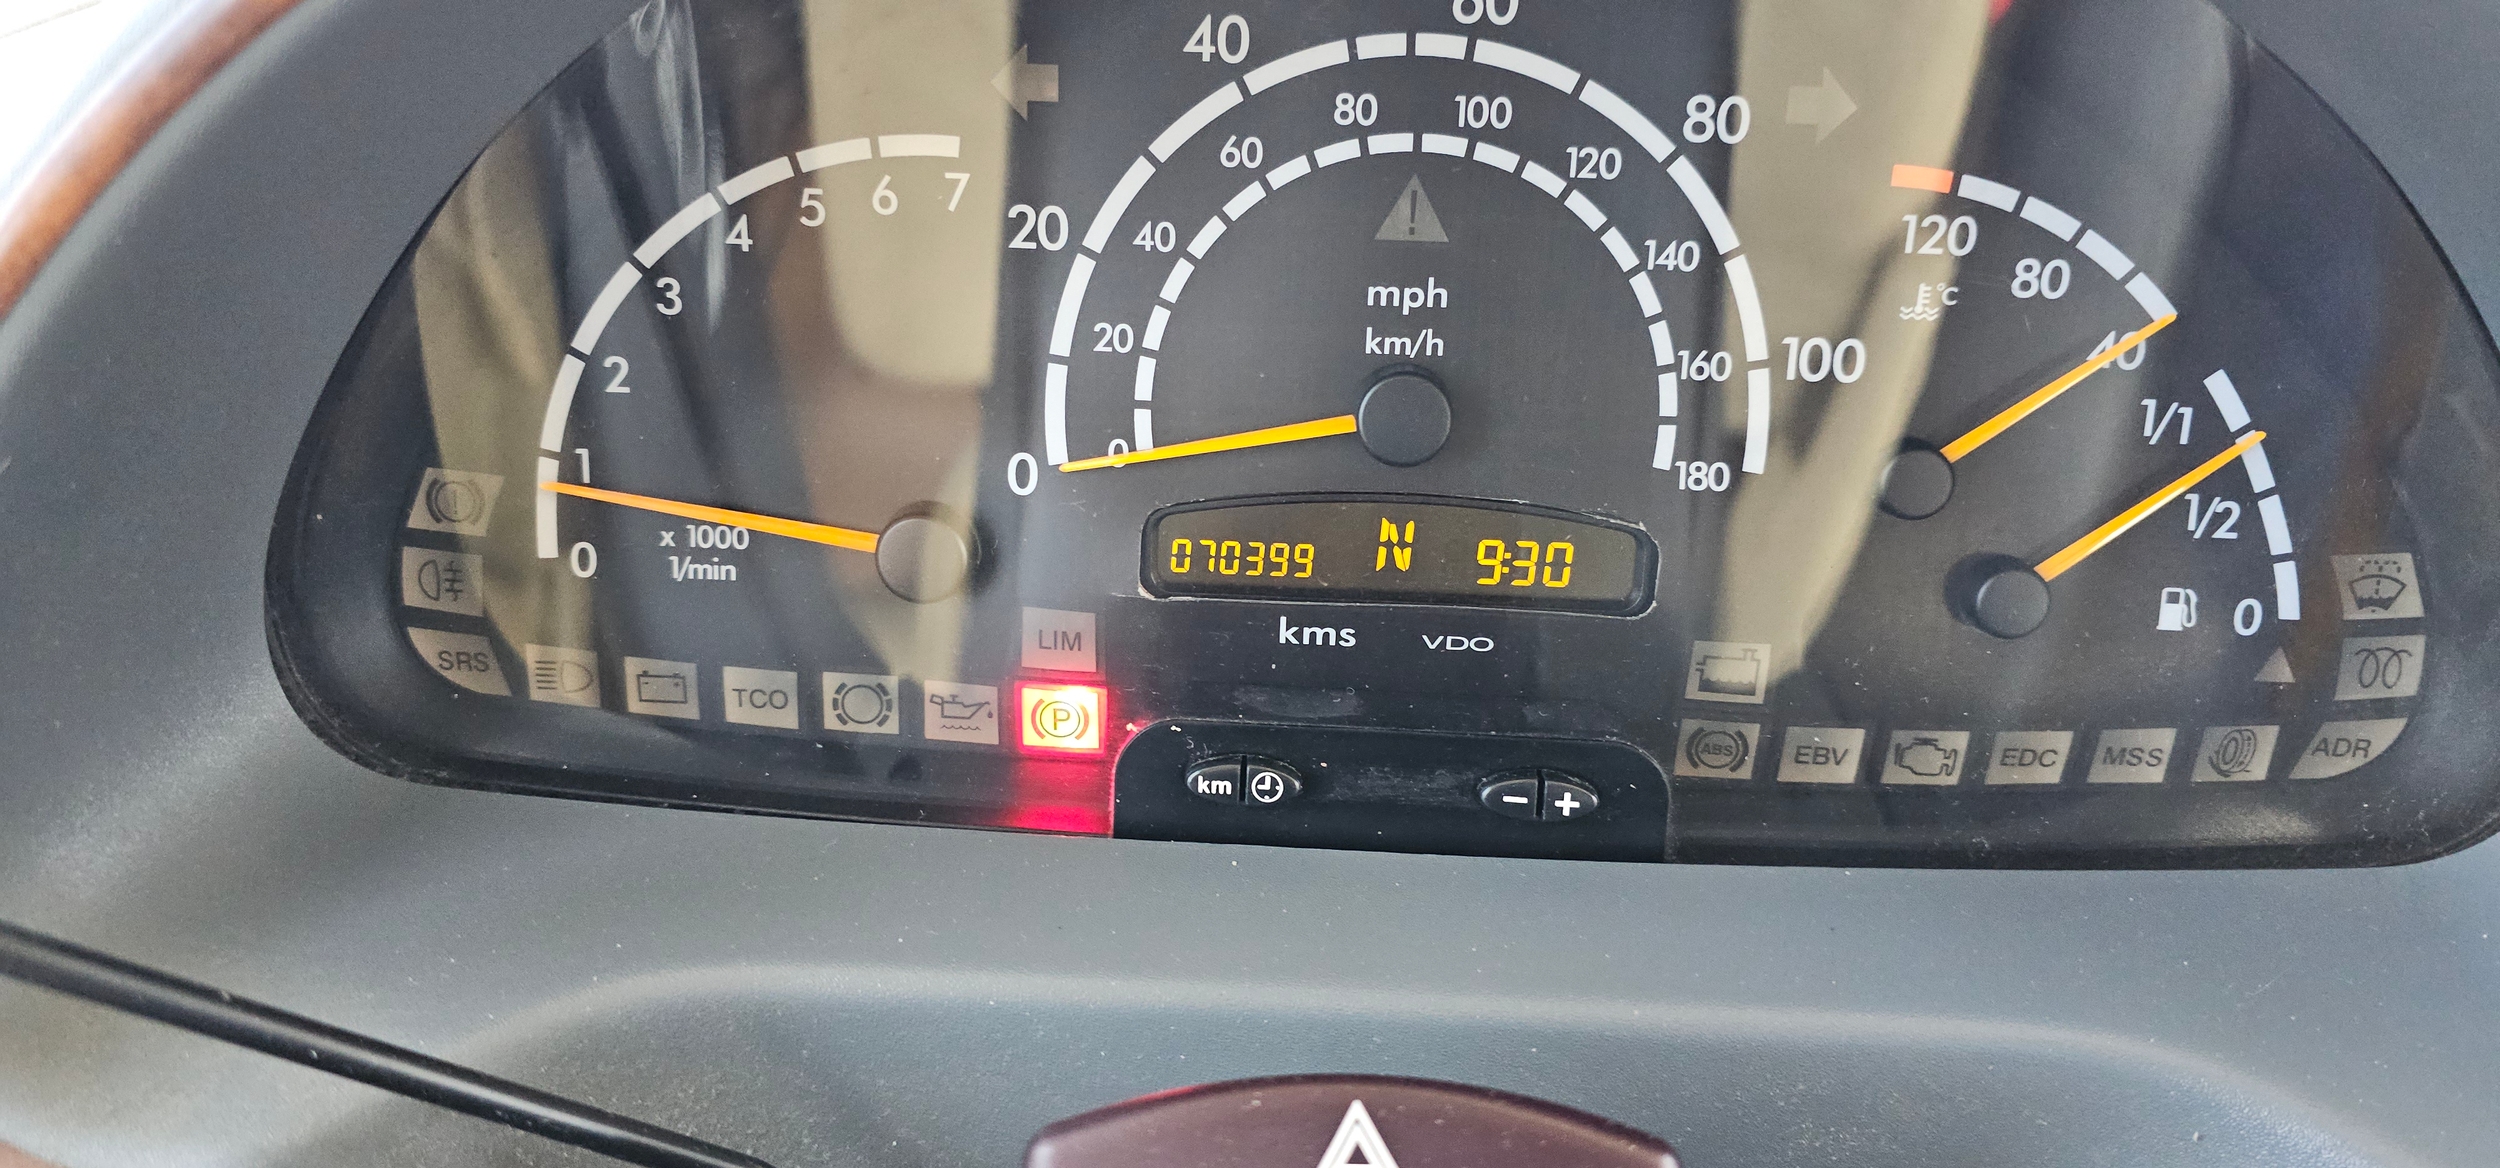 0
1
2
3
4
5
6
7
x 1000
1/min
0
20
40
60
80
100
0
20
40
60
80
100
120
140
160
180
mph
km/h
070399 N 9:30
kms VDO
120
80
40
°C
1/1
1/2
0
SRS
TCO
LIM
P
km
- +
ABS
EBV
EDC
MSS
ADR